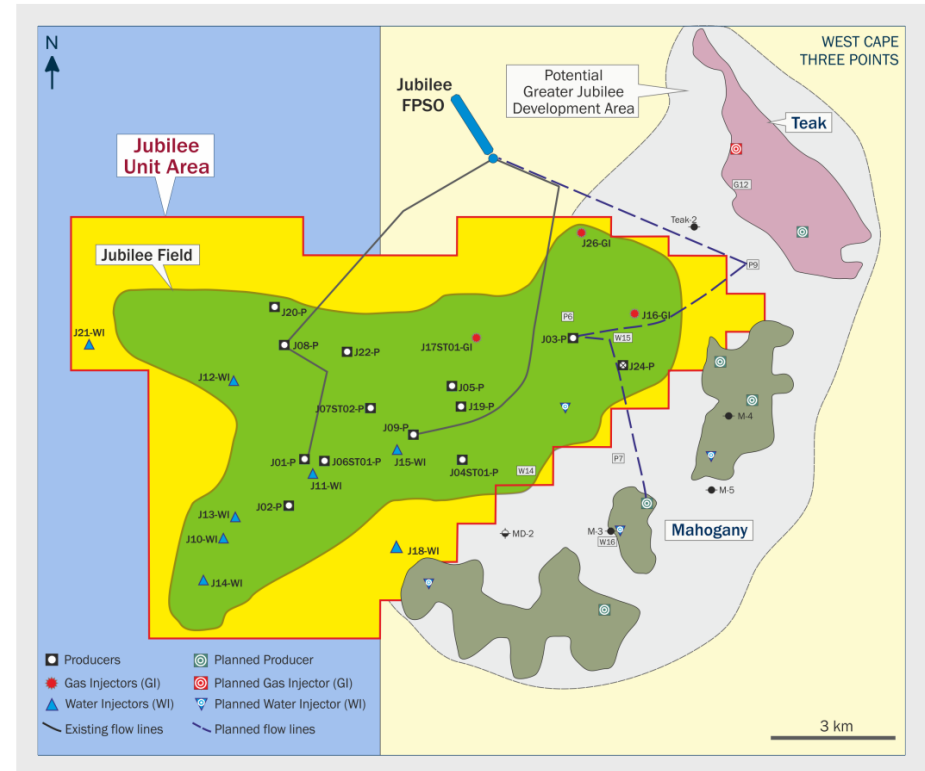 N
WEST CAPE
THREE POINTS
Potential
Greater Jubilee
Development Area
Jubilee
FPSO
Teak
Jubilee
Unit Area
G12
Teak-2
J26-GI
Jubilee Field
P9
J20-P
P6
J16-GI
J21-WI
J08-P
J22-P
J17ST01-GI
J03-P
W15
J24-P
J12-WI
J05-P
J07ST02-P
J19-P
M-4
J09-P
J01-P
J06ST01-P
J15-WI
J04ST01-P
P7
W14
J11-WI
M-5
J02-P
J13-WI
J10-WI
MD-2
M-3
W16
Mahogany
J18-WI
J14-WI
Producers
Planned Producer
Gas Injectors (GI)
Planned Gas Injector (GI)
Water Injectors (WI)
Planned Water Injector (WI)
Existing flow lines
Planned flow lines
3 km